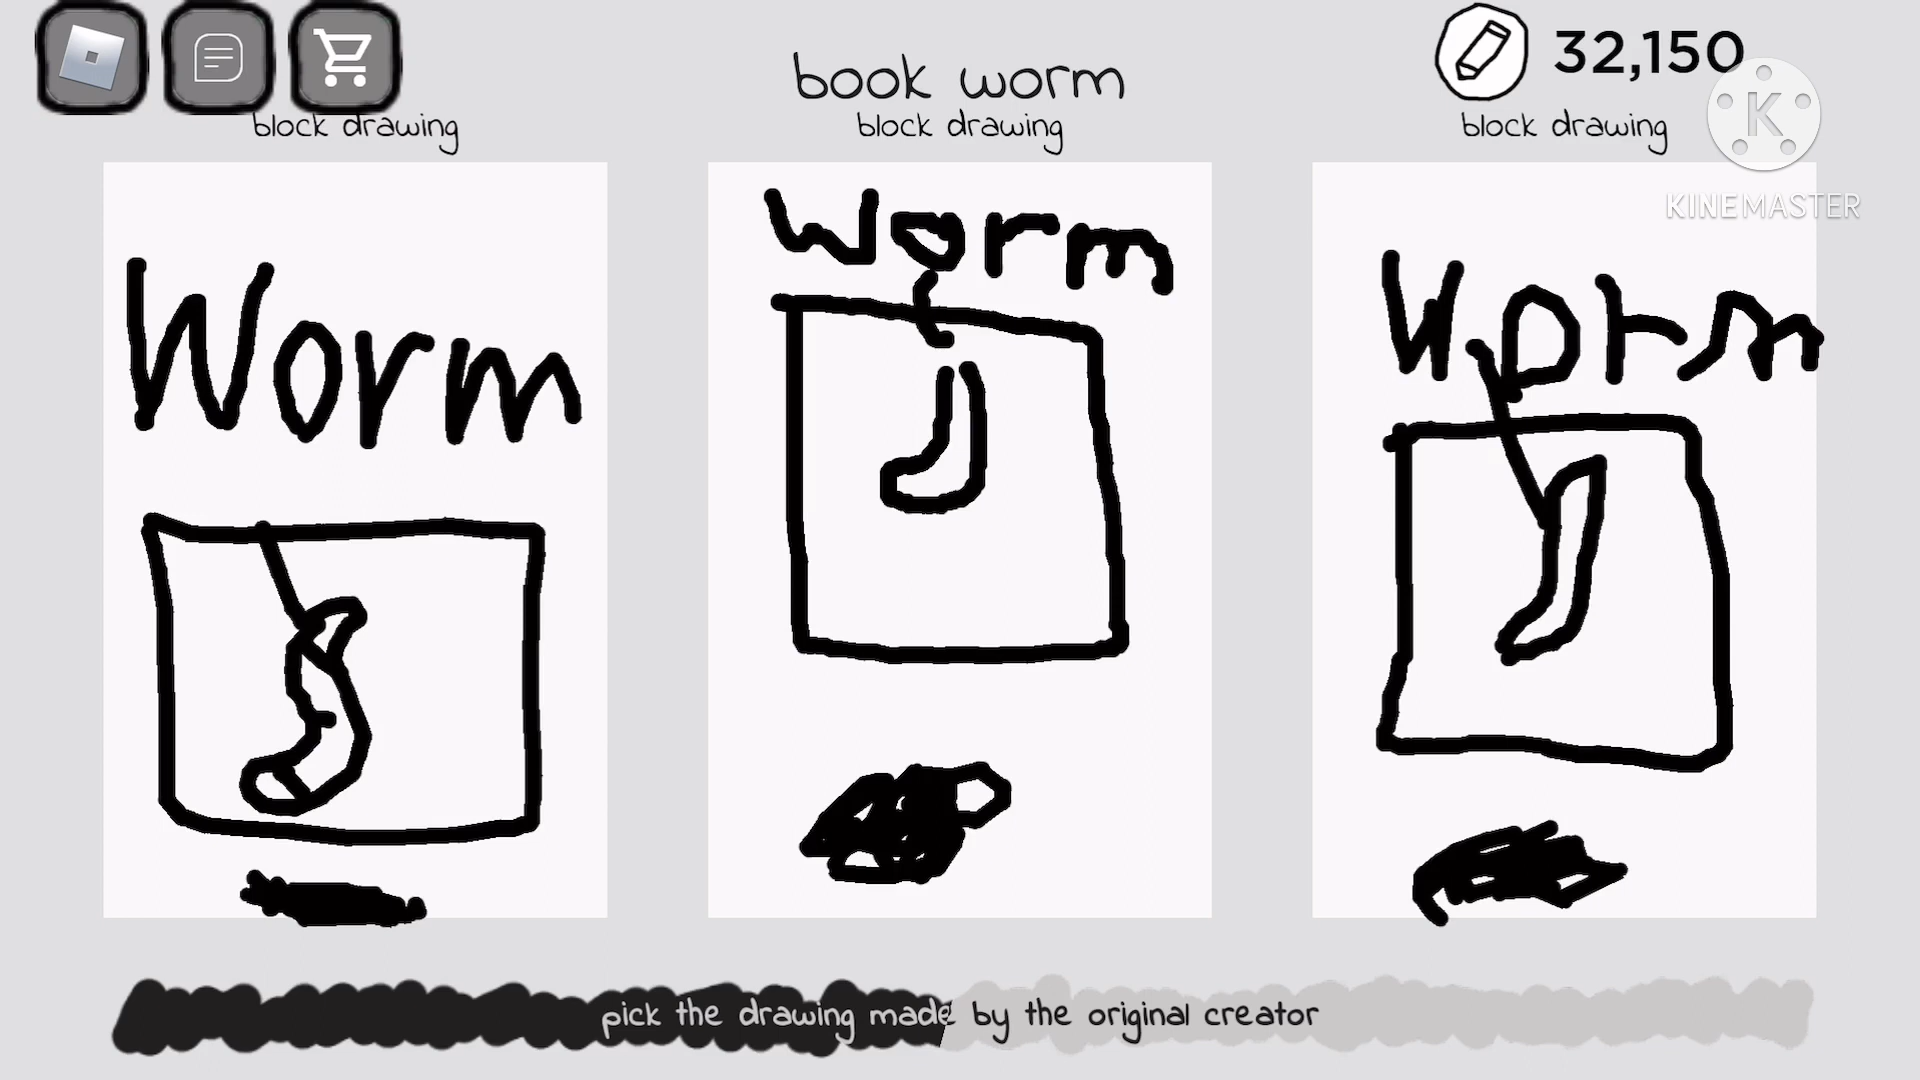 book worm
32,150
block drawing
block drawing
block drawing
K
KINEMASTER
Worm
Worm
Worm
pick the drawing made by the original creator